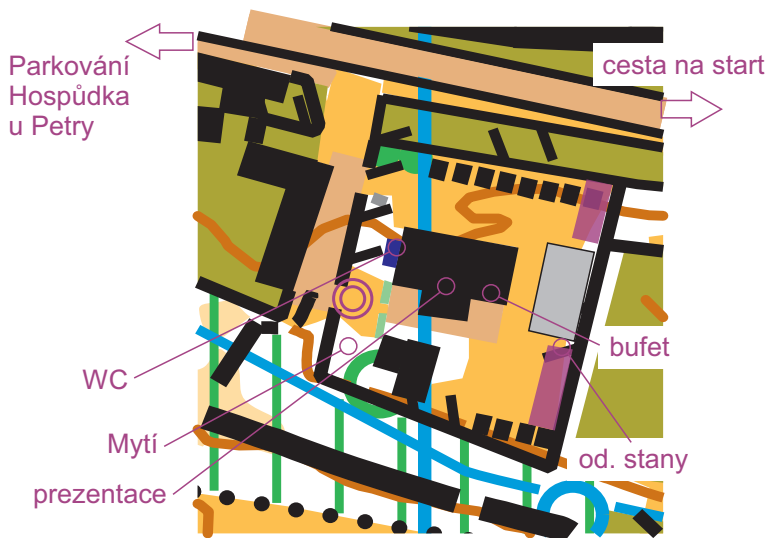 Parkování
Hospůdka
u Petry
cesta na start
bufet
WC
Mytí
od. stany
prezentace